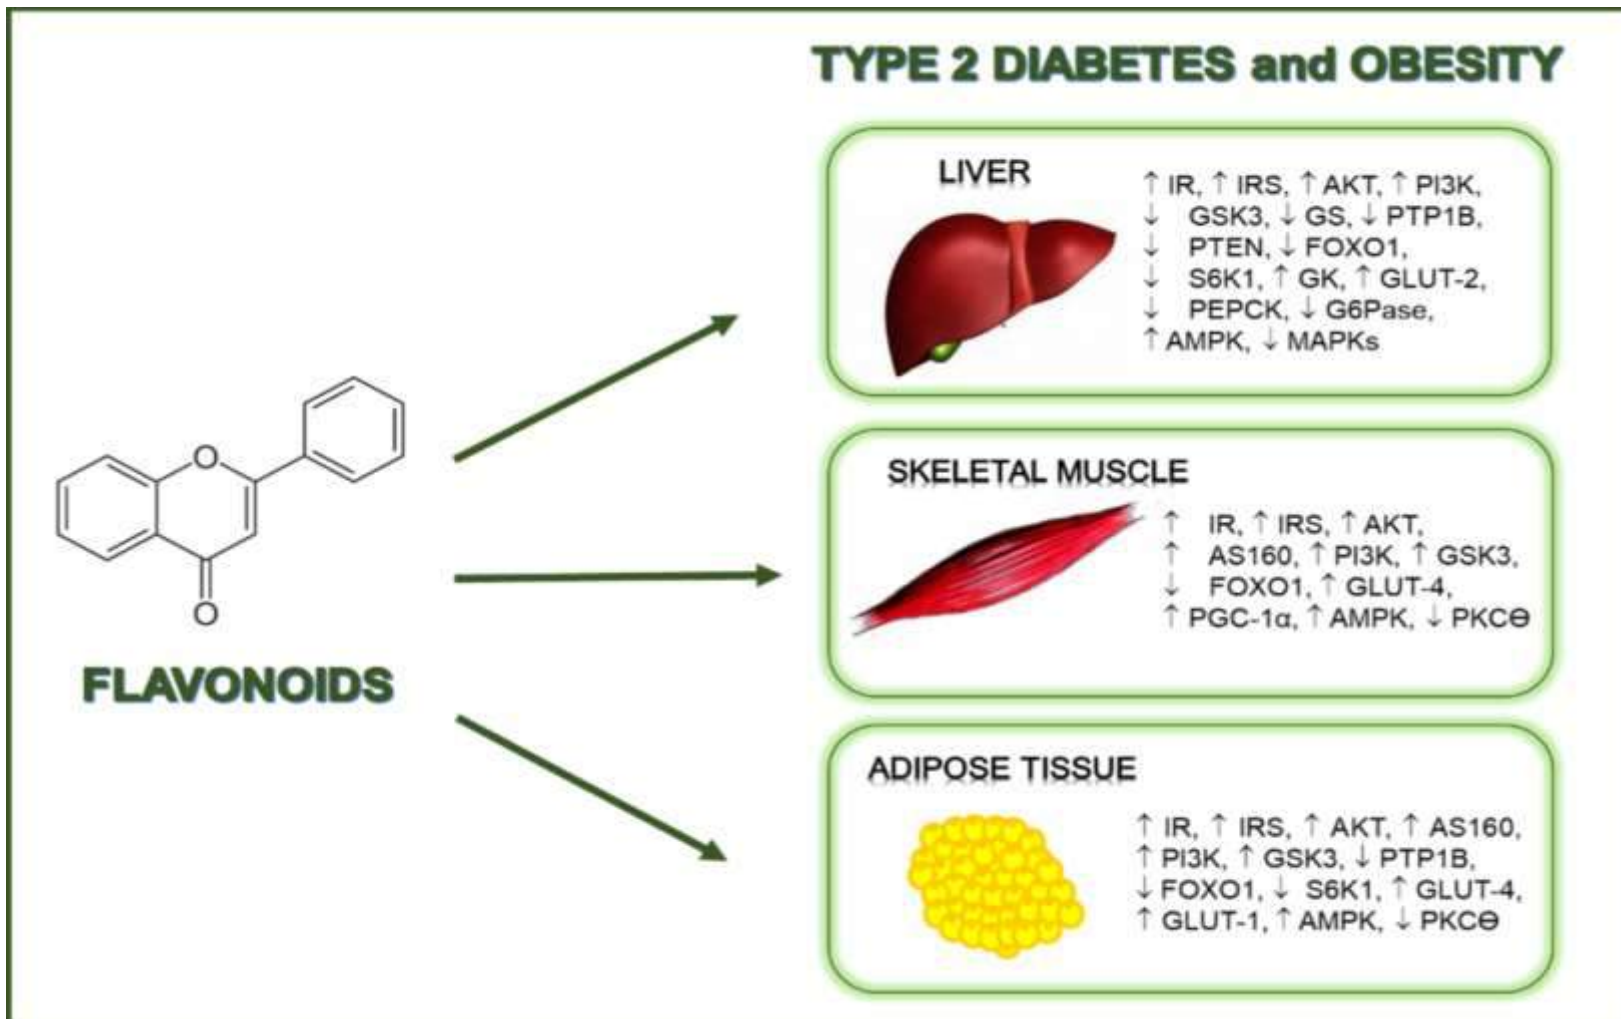 TYPE 2 DIABETES and OBESITY
LIVER
↑ IR, ↑ IRS, ↑ AKT, ↑ PI3K,
↓ GSK3, ↓ GS, ↓ PTP1B,
↓ PTEN, ↓ FOXO1,
↓ S6K1, ↑ GK, ↑ GLUT-2,
↓ PEPCK, ↓ G6Pase,
↑ AMPK, ↓ MAPKs
O
O
FLAVONOIDS
SKELETAL MUSCLE
↑ IR, ↑ IRS, ↑ AKT,
↑ AS160, ↑ PI3K, ↑ GSK3,
↓ FOXO1, ↑ GLUT-4,
↑ PGC-1α, ↑ AMPK, ↓ PKCΘ
ADIPOSE TISSUE
↑ IR, ↑ IRS, ↑ AKT, ↑ AS160,
↑ PI3K, ↑ GSK3, ↓ PTP1B,
↓ FOXO1, ↓ S6K1, ↑ GLUT-4,
↑ GLUT-1, ↑ AMPK, ↓ PKCΘ